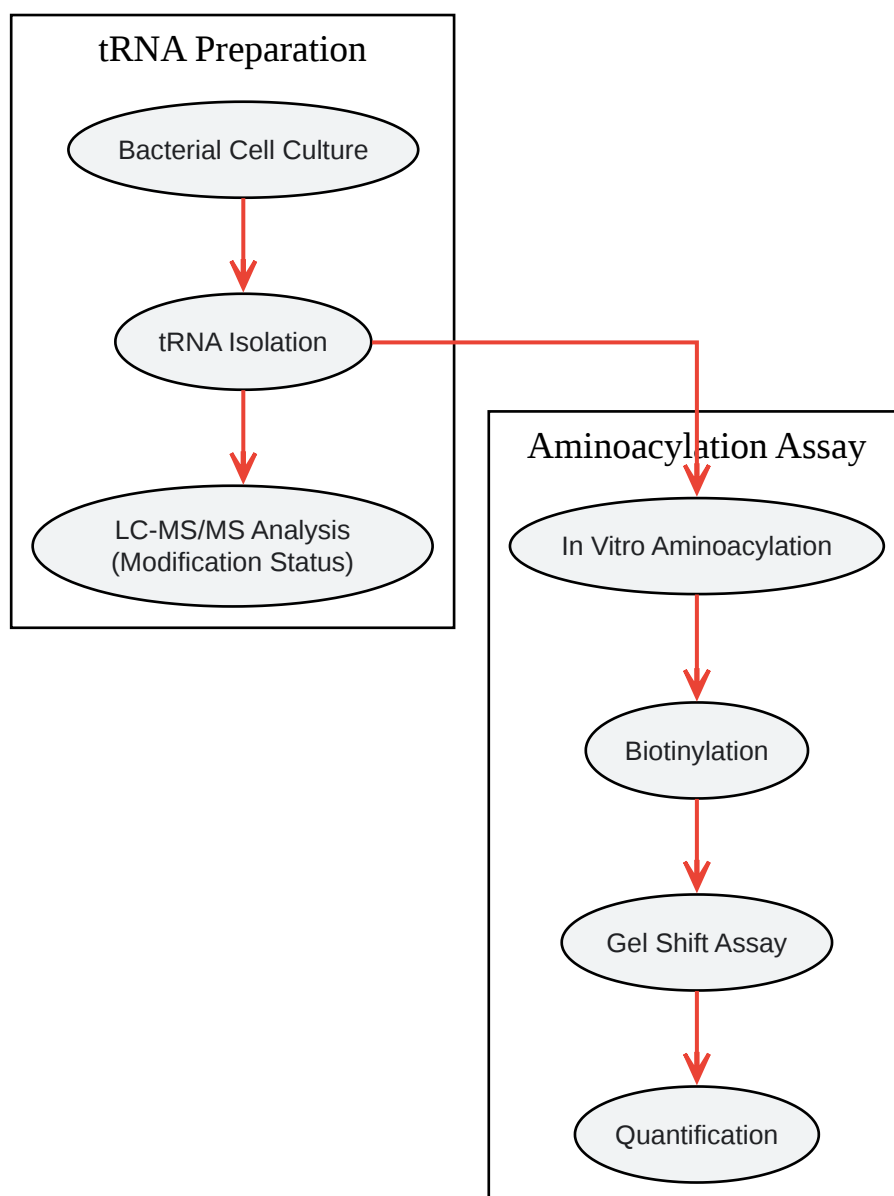 tRNA Preparation
Bacterial Cell Culture
tRNA Isolation
LC-MS/MS Analysis
(Modification Status)
Aminoacylation Assay
In Vitro Aminoacylation
Biotinylation
Gel Shift Assay
Quantification